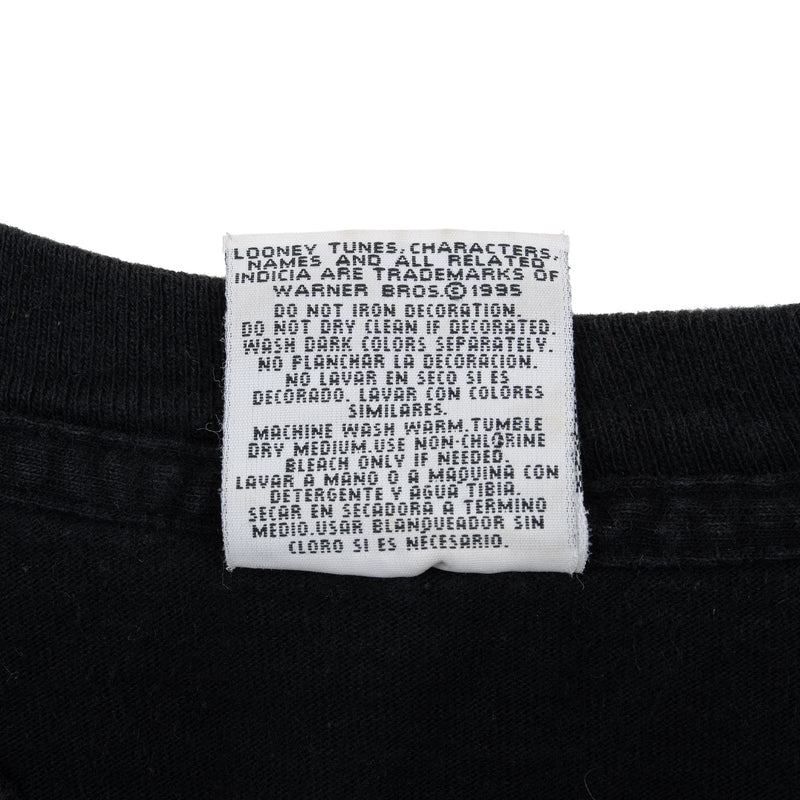 LOONEY TUNES, CHARACTERS,
NAMES AND ALL RELATED
INDICIA ARE TRADEMARKS OF
WARNER BROS.© 1995
DO NOT IRON DECORATION.
DO NOT DRY CLEAN IF DECORATED.
WASH DARK COLORS SEPARATELY.
NO PLANCHAR LA DECORACION.
NO LAVAR EN SECO SI ES
DECORADO. LAVAR CON COLORES
SIMILARES.
MACHINE WASH WARM.TUMBLE
DRY MEDIUM.USE NON-CHLORINE
BLEACH ONLY IF NEEDED.
LAVAR A MANO O A MAQUINA CON
DETERGENTE Y AGUA TIBIA.
SECAR EN SECADORA A TERMINO
MEDIO.USAR BLANQUEADOR SIN
CLORO SI ES NECESARIO.